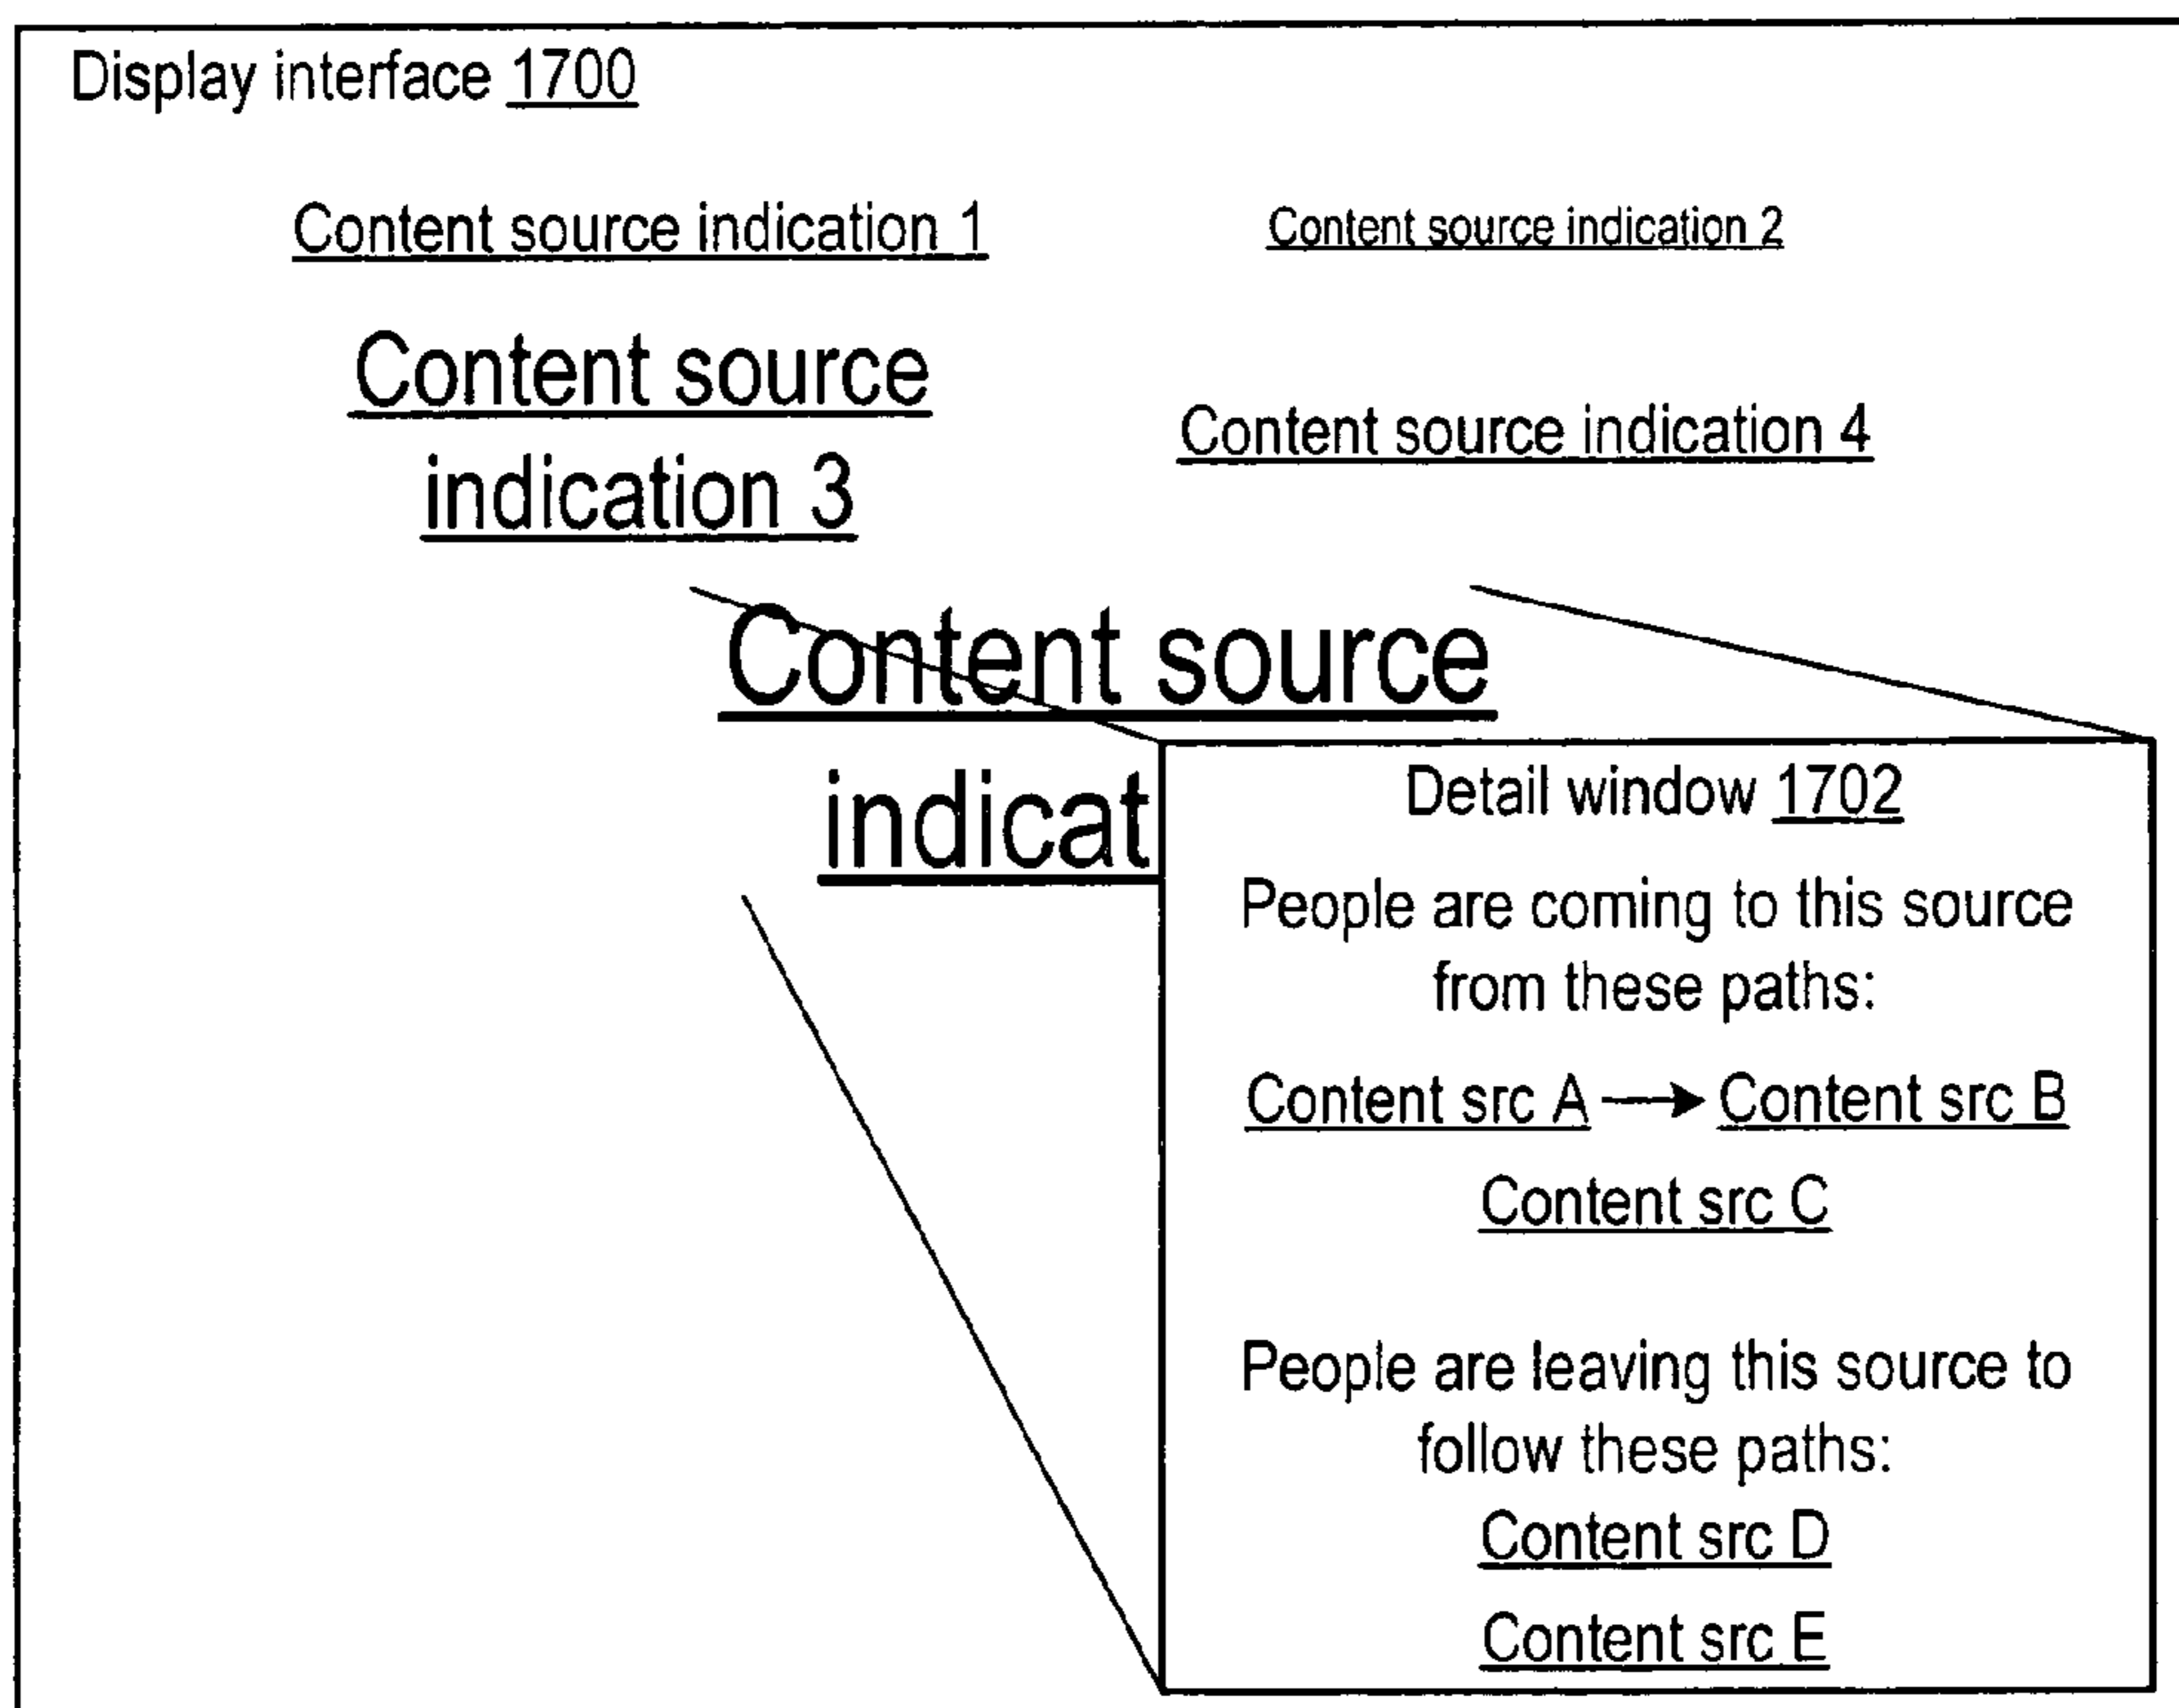 Display interface 1700
Content source indication 1
Content source indication 2
Content source
indication 3
Content source indication 4
Content source
indicat
Detail window 1702
People are coming to this source
from these paths:
Content src A → Content src B
Content src C
People are leaving this source to
follow these paths:
Content src D
Content src E